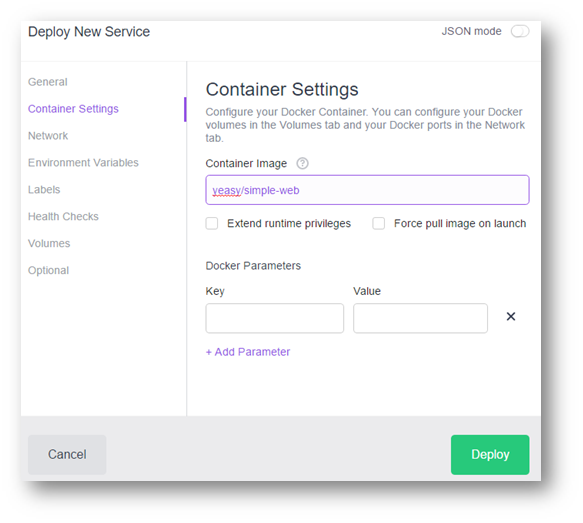 Deploy New Service
JSON mode
General
Container Settings
Network
Environment Variables
Labels
Health Checks
Volumes
Optional
Container Settings
Configure your Docker Container. You can configure your Docker
volumes in the Volumes tab and your Docker ports in the Network
tab.
Container Image ?
yeasy/simple-web
Extend runtime privileges
Force pull image on launch
Docker Parameters
Key
Value
+ Add Parameter
Cancel
Deploy